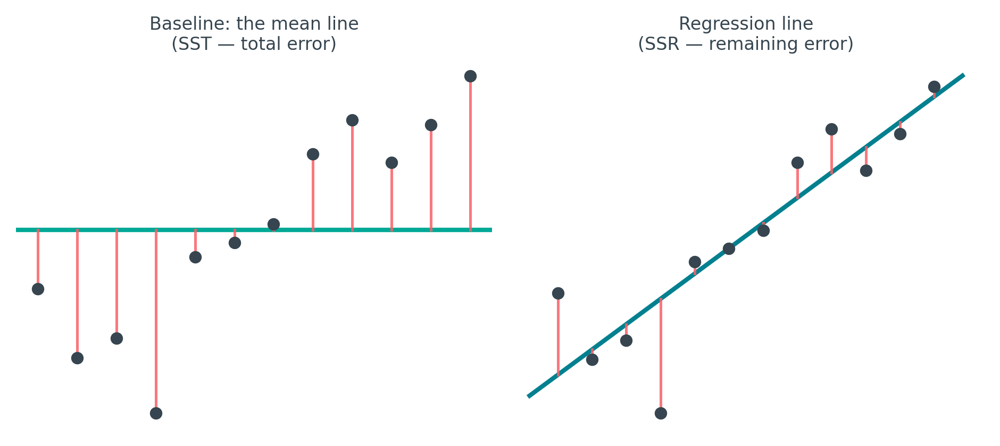 Baseline: the mean line
(SST — total error)
Regression line
(SSR — remaining error)